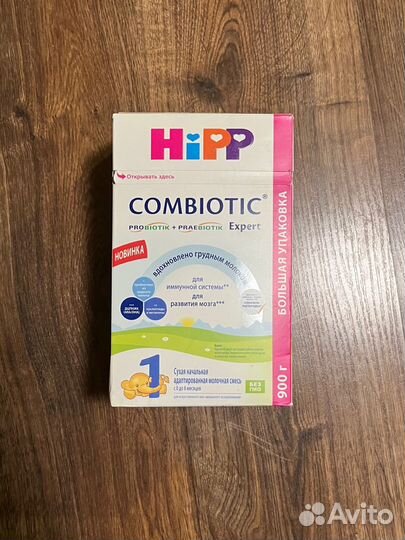 HiPP
Открывать здесь
COMBIOTIC®
PROBIOTIK + PRAEBIOTIK Expert
НОВИНКА
вдохновлено грудным молоком
для
иммунной системы**
для
развития мозга***
1
Сухая начальная
адаптированная молочная смесь
с 0 до 6 месяцев
БЕЗ
ГМО
БОЛЬШАЯ УПАКОВКА
900 г
Avito